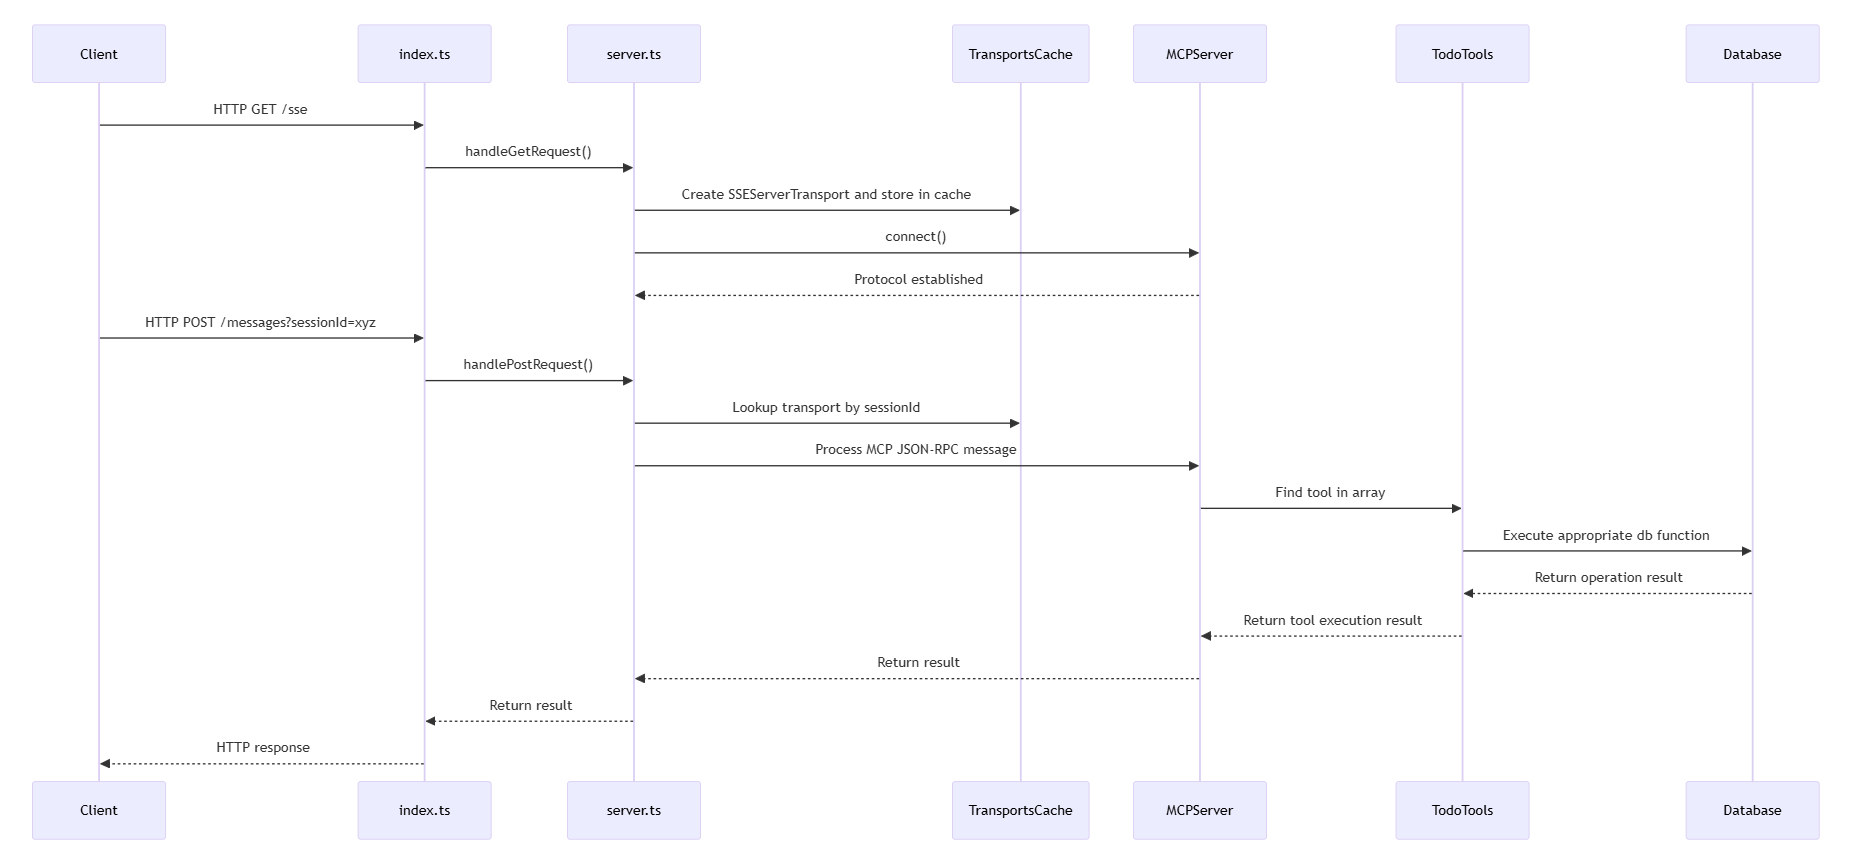 Client
index.ts
server.ts
TransportsCache
MCPServer
TodoTools
Database
HTTP GET /sse
handleGetRequest()
Create SSEServerTransport and store in cache
connect()
Protocol established
HTTP POST /messages?sessionId=xyz
handlePostRequest()
Lookup transport by sessionId
Process MCP JSON-RPC message
Find tool in array
Execute appropriate db function
Return operation result
Return tool execution result
Return result
Return result
HTTP response
Client
index.ts
server.ts
TransportsCache
MCPServer
TodoTools
Database